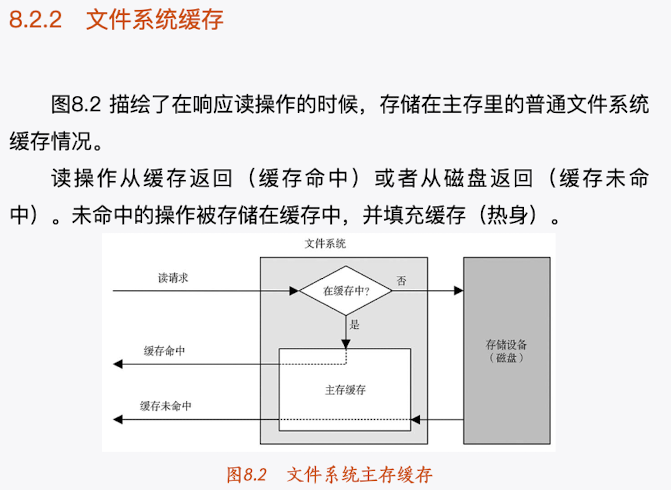 8.2.2 文件系统缓存
图8.2 描绘了在响应读操作的时候，存储在主存里的普通文件系统
缓存情况。
读操作从缓存返回（缓存命中）或者从磁盘返回（缓存未命
中）。未命中的操作被存储在缓存中，并填充缓存（热身）。
文件系统
读请求
在缓存中?
否
是
缓存命中
存储设备
（磁盘）
主存缓存
缓存未命中
图8.2 文件系统主存缓存